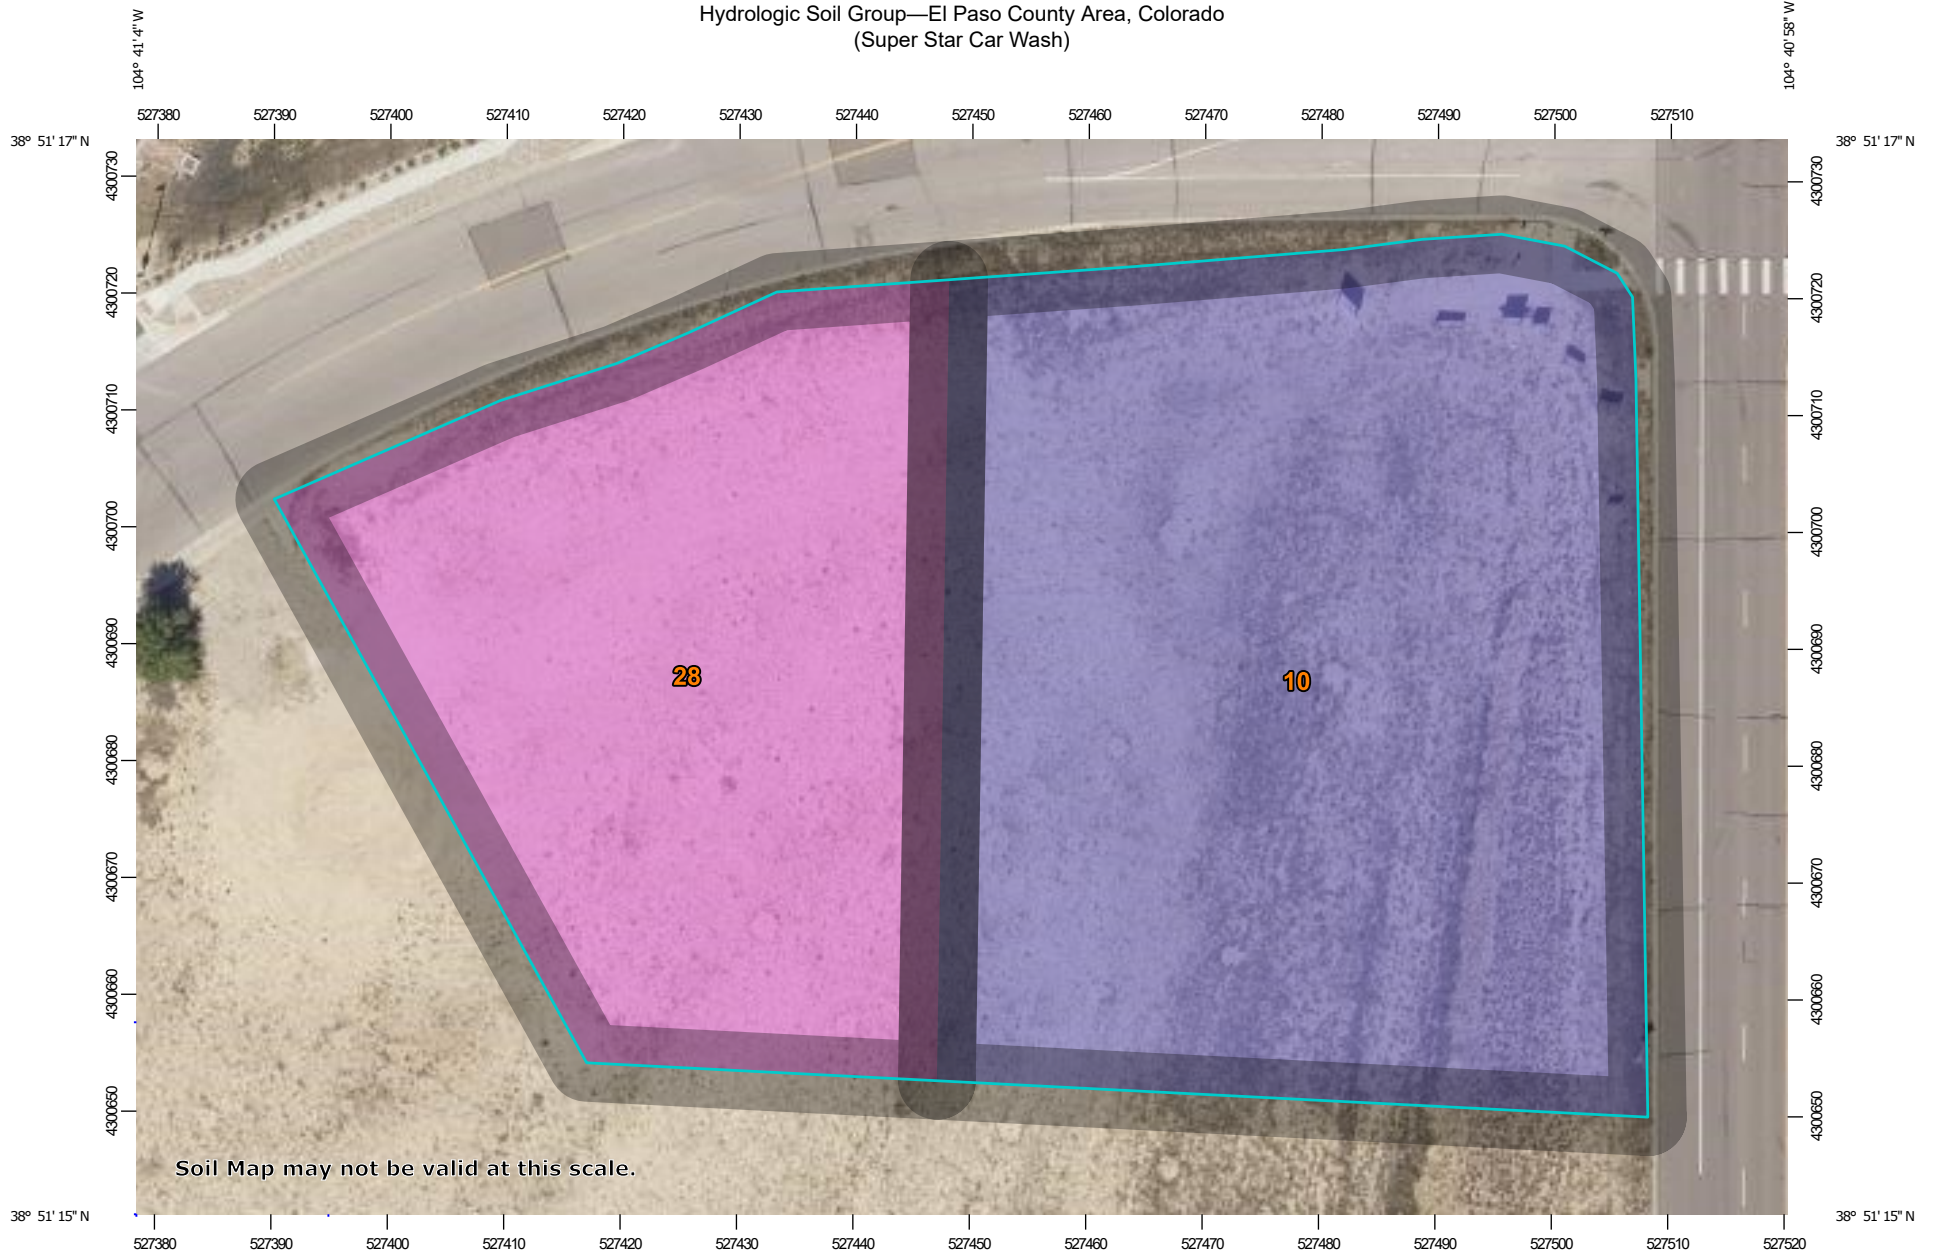 Hydrologic Soil Group—El Paso County Area, Colorado
(Super Star Car Wash)
104° 41' 4" W
104° 40' 58" W
527380 527390 527400 527410 527420 527430 527440 527450 527460 527470 527480 527490 527500 527510
38° 51' 17" N
38° 51' 17" N
4300730
4300720
4300710
4300700
4300690
4300680
4300670
4300660
4300650
4300730
4300720
4300710
4300700
4300690
4300680
4300670
4300660
4300650
28
10
Soil Map may not be valid at this scale.
38° 51' 15" N
38° 51' 15" N
527380 527390 527400 527410 527420 527430 527440 527450 527460 527470 527480 527490 527500 527510 527520